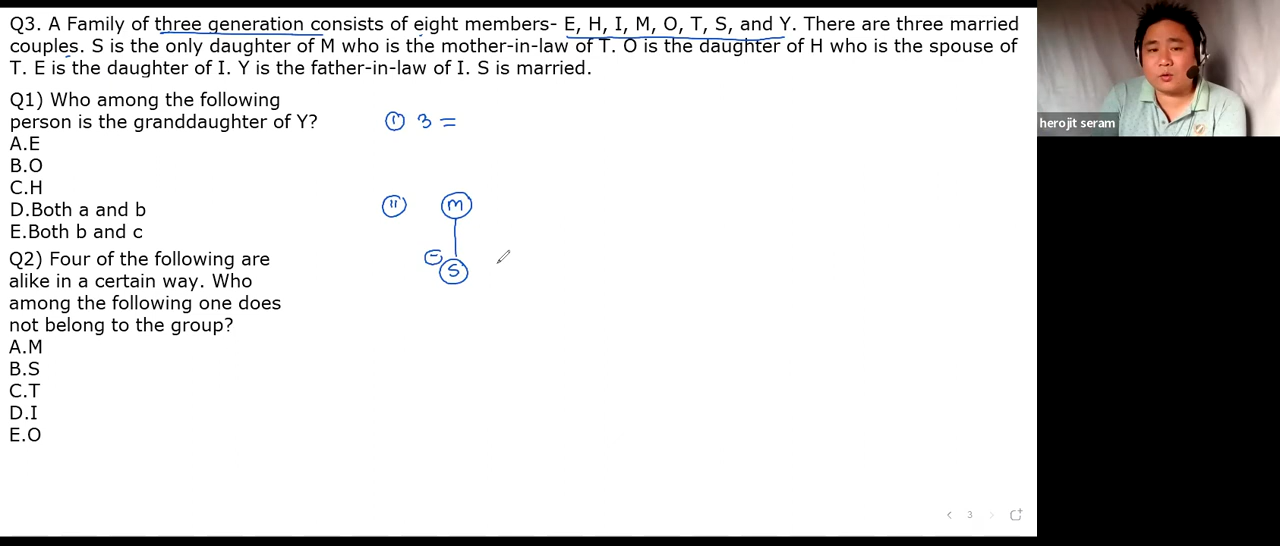 Q3. A Family of three generation consists of eight members- E, H, I, M, O, T, S, and Y. There are three married
couples. S is the only daughter of M who is the mother-in-law of T. O is the daughter of H who is the spouse of
T. E is the daughter of I. Y is the father-in-law of I. S is married.
Q1) Who among the following
person is the granddaughter of Y?
A.E
B.O
C.H
D.Both a and b
E.Both b and c
Q2) Four of the following are
alike in a certain way. Who
among the following one does
not belong to the group?
A.M
B.S
C.T
D.I
E.O
(i) 3 =
(ii) M
- S
herojit seram
3